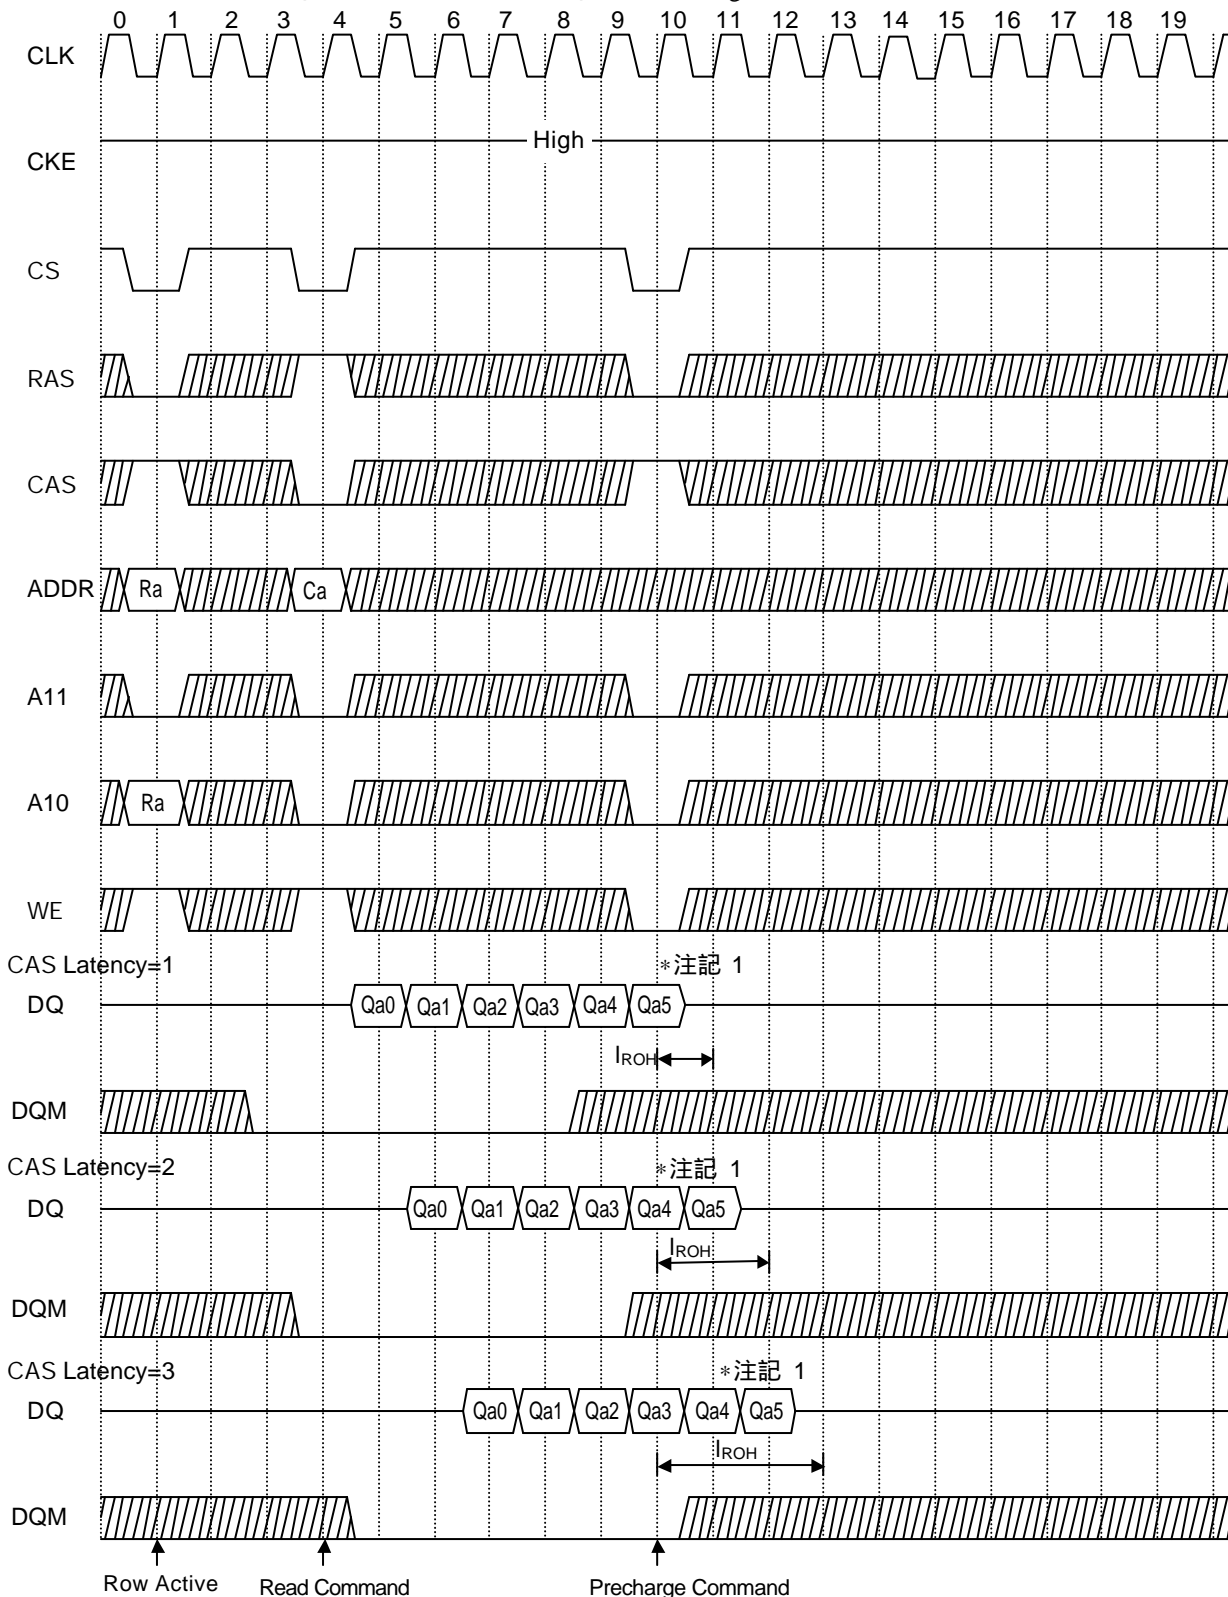 0 1 2 3 4 5 6 7 8 9 10 11 12 13 14 15 16 17 18 19
CLK
High
CKE
CS
RAS
CAS
ADDR Ra Ca
A11
A10 Ra
WE
CAS Latency=1 *注記 1
DQ Qa0 Qa1 Qa2 Qa3 Qa4 Qa5
IROH
DQM
CAS Latency=2 *注記 1
DQ Qa0 Qa1 Qa2 Qa3 Qa4 Qa5
IROH
DQM
CAS Latency=3 *注記 1
DQ Qa0 Qa1 Qa2 Qa3 Qa4 Qa5
IROH
DQM
Row Active Read Command Precharge Command